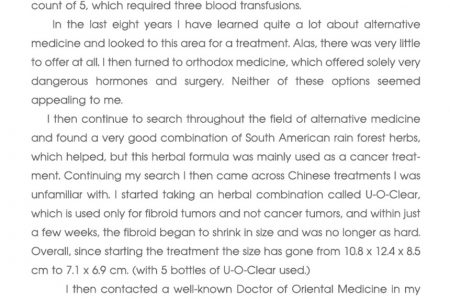 count of 5, which required three blood transfusions.
In the last eight years I have learned quite a lot about alternative
medicine and looked to this area for a treatment. Alas, there was very little
to offer at all. I then turned to orthodox medicine, which offered solely very
dangerous hormones and surgery. Neither of these options seemed
appealing to me.
I then continue to search throughout the field of alternative medicine
and found a very good combination of South American rain forest herbs,
which helped, but this herbal formula was mainly used as a cancer treat-
ment. Continuing my search I then came across Chinese treatments I was
unfamiliar with. I started taking an herbal combination called U-O-Clear,
which is used only for fibroid tumors and not cancer tumors, and within just
a few weeks, the fibroid began to shrink in size and was no longer as hard.
Overall, since starting the treatment the size has gone from 10.8 x 12.4 x 8.5
cm to 7.1 x 6.9 cm. (with 5 bottles of U-O-Clear used.)
I then contacted a well-known Doctor of Oriental Medicine in my